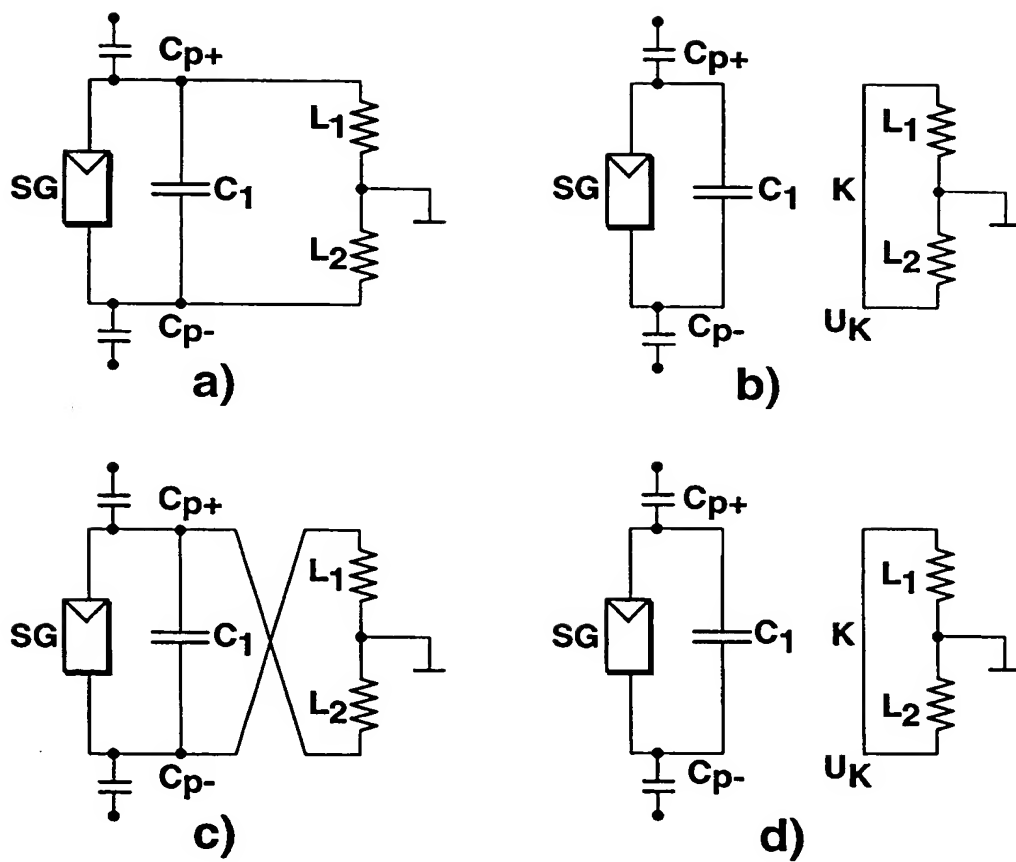 Cp+
L1
SG
C1
L2
Cp-
a)
Cp+
L1
SG
C1
K
L2
Cp-
UK
b)
Cp+
L1
SG
C1
L2
Cp-
c)
Cp+
L1
SG
C1
K
L2
Cp-
UK
d)